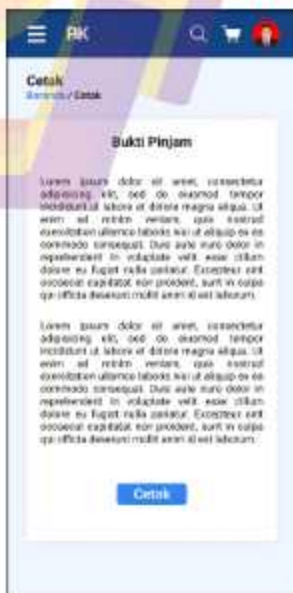 RK
Cetak
Beranda / Cetak
Bukti Pinjam
Lorem ipsum dolor sit amet, consectetur
adipisicing elit, sed do eiusmod tempor
incididunt ut labore et dolore magna aliqua. Ut
enim ad minim veniam, quis nostrud
exercitation ullamco laboris nisi ut aliquip ex ea
commodo consequat. Duis aute irure dolor in
reprehenderit in voluptate velit esse cillum
dolore eu fugiat nulla pariatur. Excepteur sint
occaecat cupidatat non proident, sunt in culpa
qui officia deserunt mollit anim id est laborum.
Lorem ipsum dolor sit amet, consectetur
adipisicing elit, sed do eiusmod tempor
incididunt ut labore et dolore magna aliqua. Ut
enim ad minim veniam, quis nostrud
exercitation ullamco laboris nisi ut aliquip ex ea
commodo consequat. Duis aute irure dolor in
reprehenderit in voluptate velit esse cillum
dolore eu fugiat nulla pariatur. Excepteur sint
occaecat cupidatat non proident, sunt in culpa
qui officia deserunt mollit anim id est laborum.
Cetak